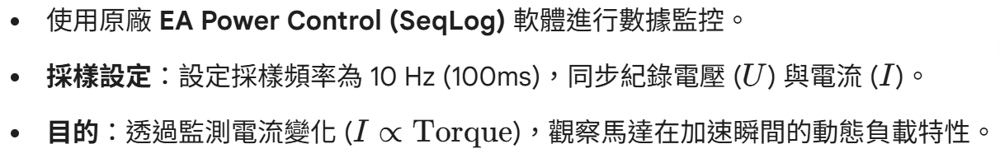 • 使用原廠 EA Power Control (SeqLog) 軟體進行數據監控。
• 採樣設定：設定採樣頻率為 10 Hz (100ms)，同步紀錄電壓 (U) 與電流 (I)。
• 目的：透過監測電流變化 (I ∝ Torque)，觀察馬達在加速瞬間的動態負載特性。